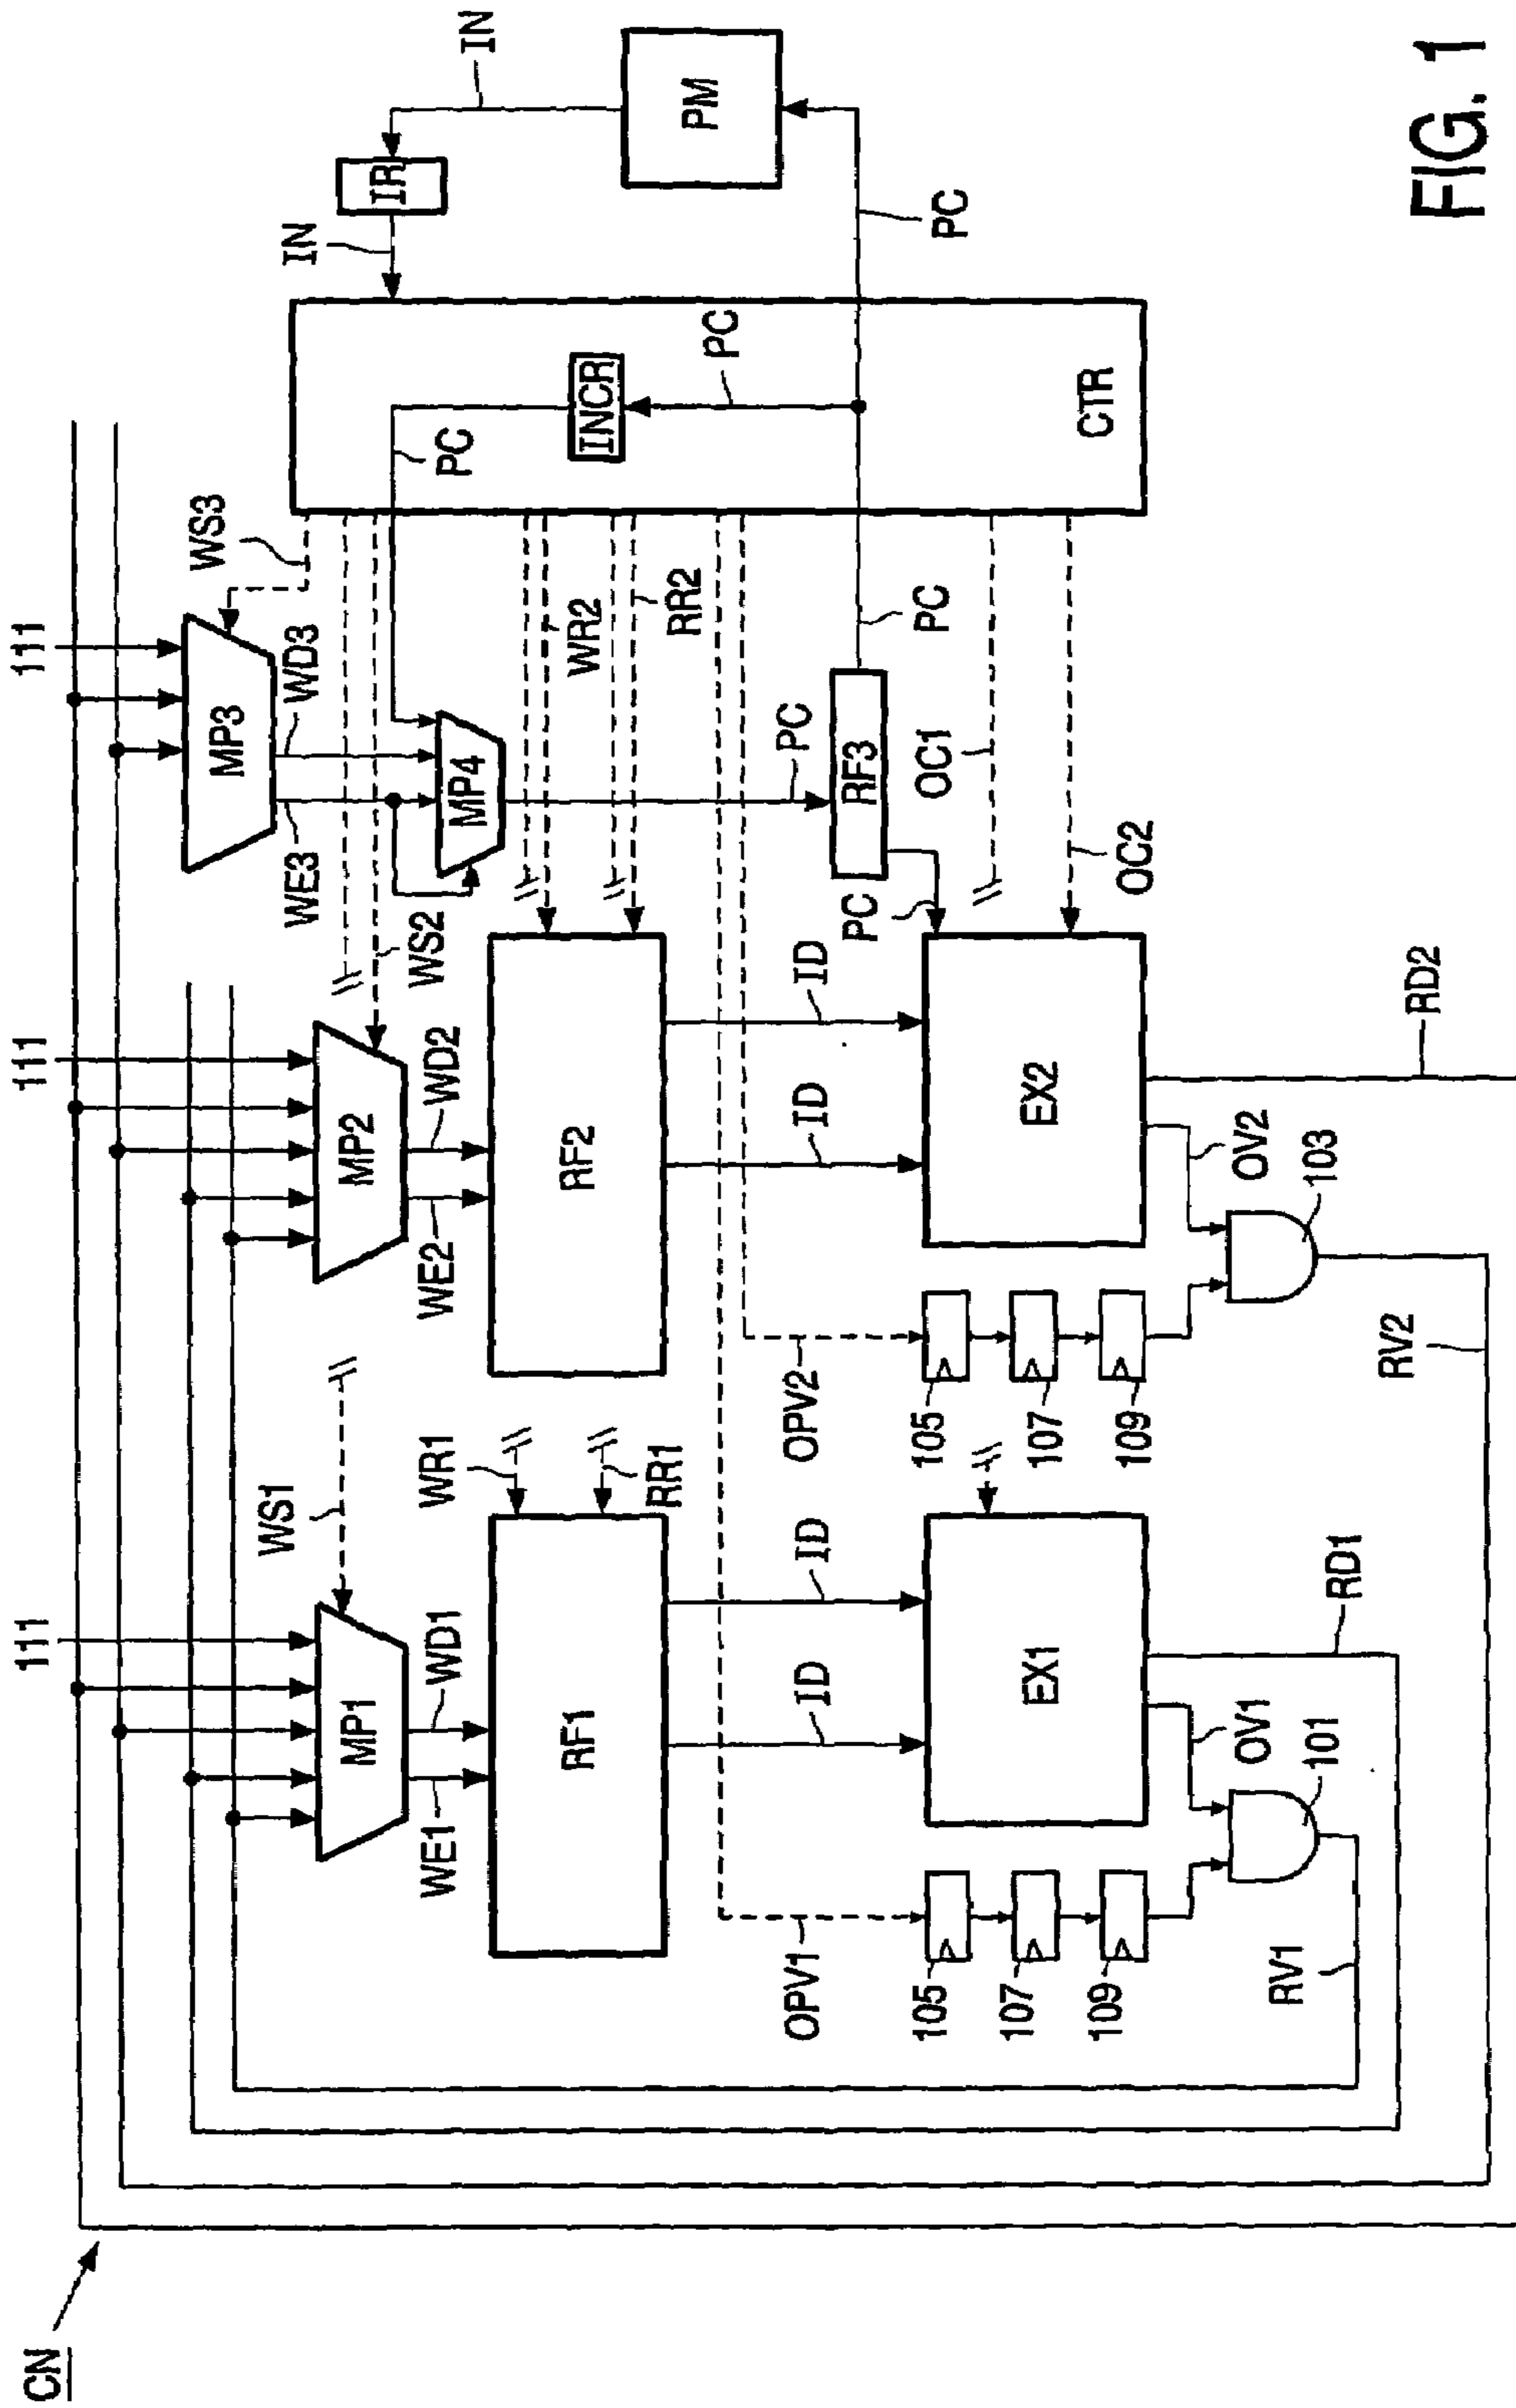 CN
111
111
111
WS3
MP3
WE3
WD3
WS1
WS2
MP1
MP2
MP4
WE1
WD1
WE2
WD2
PC
IN
IR
IN
WR1
RR1
WR2
RR2
RF1
RF2
INCR
PC
PM
OPV1
ID
ID
OPV2
ID
ID
PC
RF3
PC
PC
PC
105
107
109
EX1
105
107
109
EX2
OC1
OC2
CTR
OV1
101
RV1
RD1
OV2
103
RV2
RD2
FIG. 1